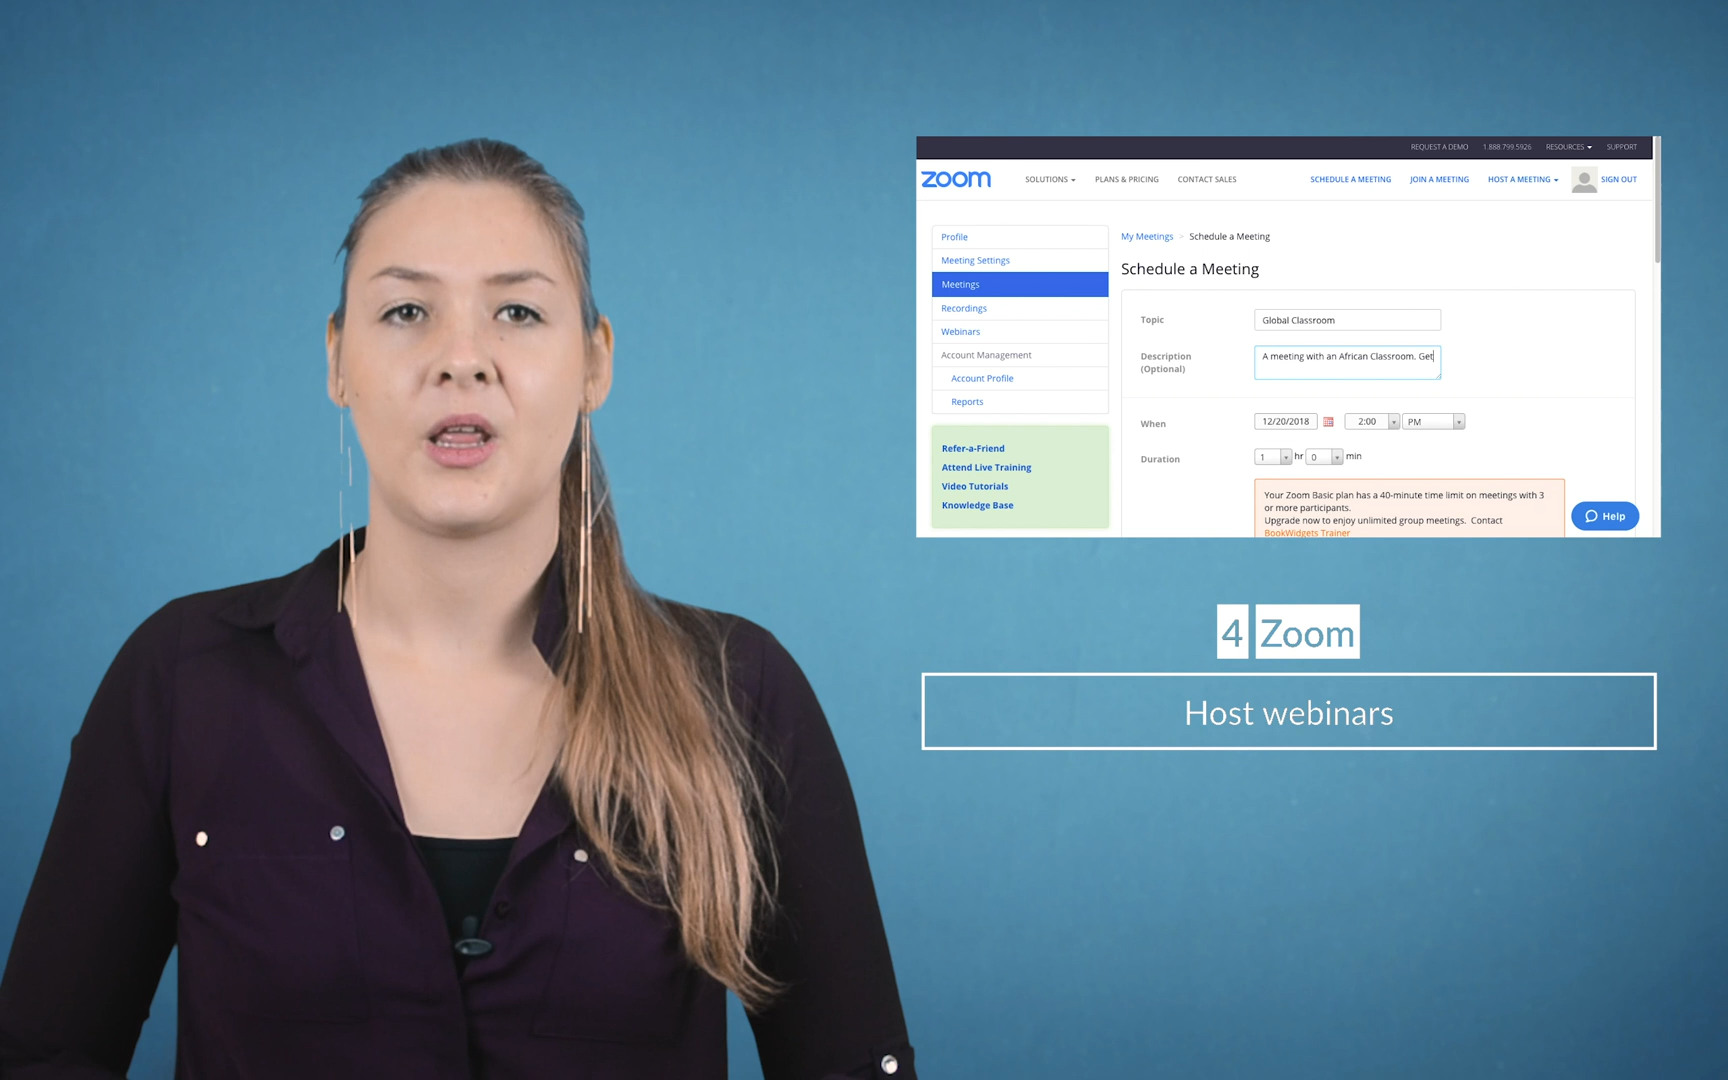 REQUEST A DEMO 1.888.799.5926 RESOURCES SUPPORT
zoom SOLUTIONS PLANS & PRICING CONTACT SALES SCHEDULE A MEETING JOIN A MEETING HOST A MEETING SIGN OUT
Profile
Meeting Settings
Meetings
Recordings
Webinars
Account Management
Account Profile
Reports
Refer-a-Friend
Attend Live Training
Video Tutorials
Knowledge Base
My Meetings > Schedule a Meeting
Schedule a Meeting
Topic Global Classroom
Description (Optional) A meeting with an African Classroom. Get
When 12/20/2018 2:00 PM
Duration 1 hr 0 min
Your Zoom Basic plan has a 40-minute time limit on meetings with 3
or more participants.
Upgrade now to enjoy unlimited group meetings. Contact
BookWidgets Trainer
Help
4 Zoom
Host webinars